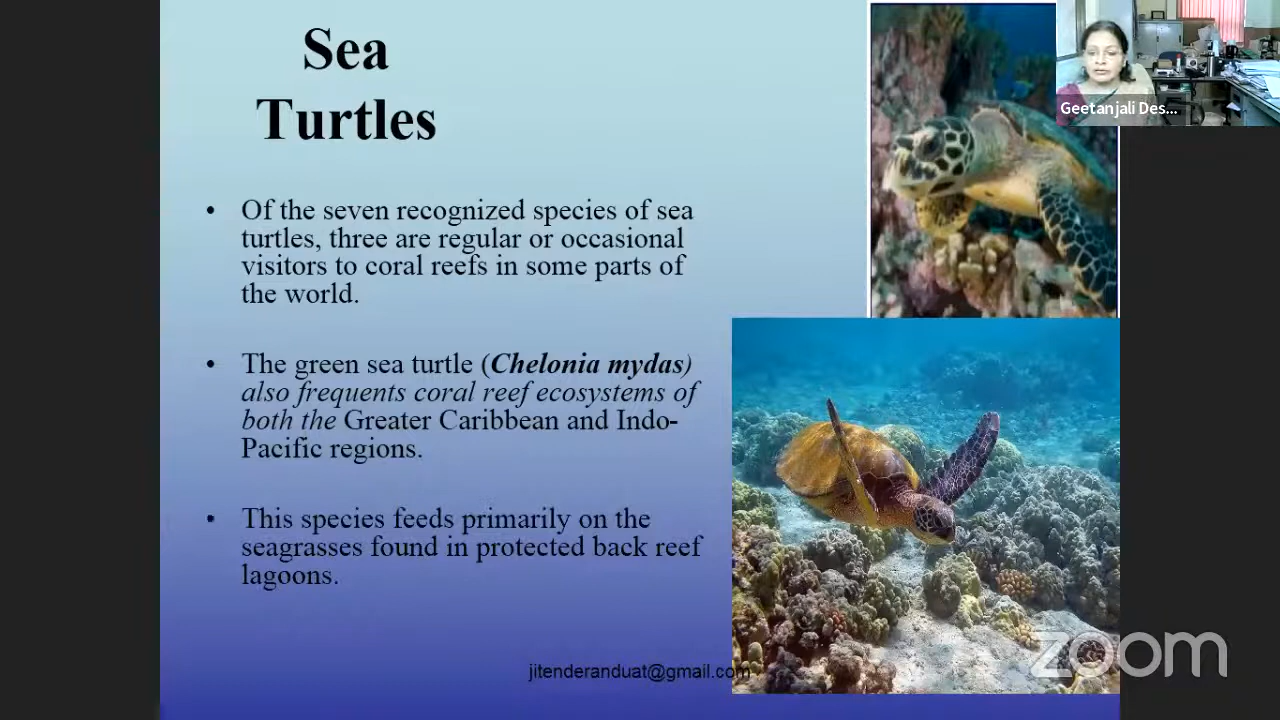 Sea
Turtles
Geetanjali Des...
• Of the seven recognized species of sea
turtles, three are regular or occasional
visitors to coral reefs in some parts of
the world.
• The green sea turtle (Chelonia mydas)
also frequents coral reef ecosystems of
both the Greater Caribbean and Indo-
Pacific regions.
• This species feeds primarily on the
seagrasses found in protected back reef
lagoons.
jitenderanduat@gmail.com
zoom